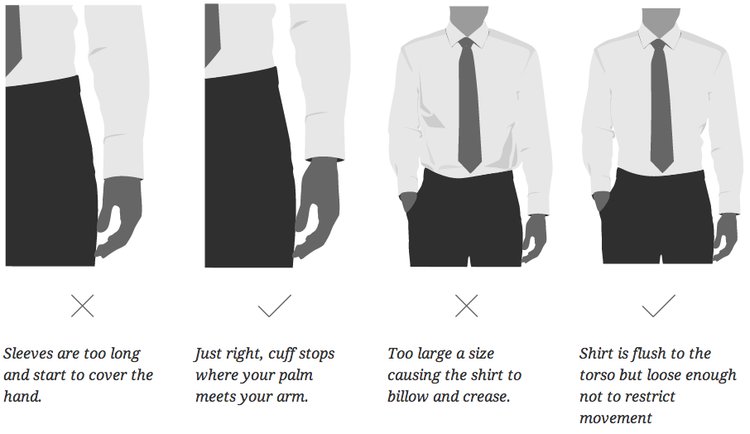 Sleeves are too long
and start to cover the
hand.
Just right, cuff stops
where your palm
meets your arm.
Too large a size
causing the shirt to
billow and crease.
Shirt is flush to the
torso but loose enough
not to restrict
movement